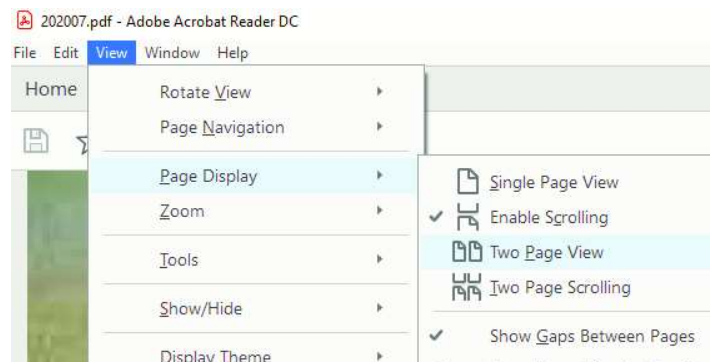 202007.pdf - Adobe Acrobat Reader DC
File Edit View Window Help
Home
Rotate View
Page Navigation
Page Display
Zoom
Tools
Show/Hide
Display Theme
Single Page View
Enable Scrolling
Two Page View
Two Page Scrolling
Show Gaps Between Pages